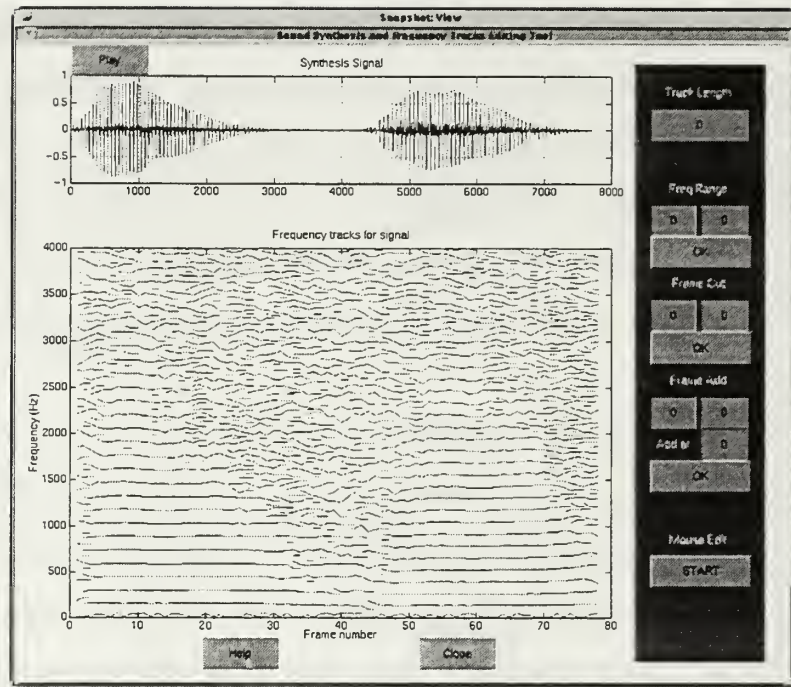 Snapshot: View
Sound Synthesis and Frequency Tracks Editing Tool
Play
Synthesis Signal
1
0.5
0
−0.5
−1
0 1000 2000 3000 4000 5000 6000 7000 8000
Frequency tracks for signal
4000
3500
3000
2500
2000
1500
1000
500
0
Frequency (Hz)
0 10 20 30 40 50 60 70 80
Frame number
Help
Close
Track Length
0
Freq Range
0 0
OK
Frame Cut
0 0
OK
Frame Add
0 0
Add at 0
OK
Mouse Edit
START